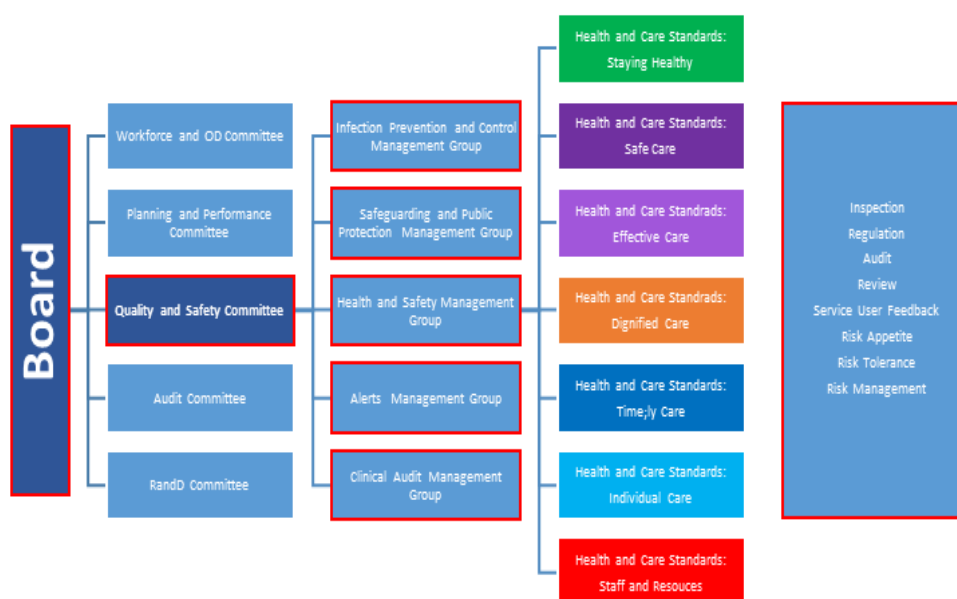 Board
Workforce and OD Committee
Planning and Performance
Committee
Quality and Safety Committee
Audit Committee
RandD Committee
Infection Prevention and Control
Management Group
Safeguarding and Public
Protection Management Group
Health and Safety Management
Group
Alerts Management Group
Clinical Audit Management
Group
Health and Care Standards:
Staying Healthy
Health and Care Standards:
Safe Care
Health and Care Standrads:
Effective Care
Health and Care Standrads:
Dignified Care
Health and Care Standards:
Time;ly Care
Health and Care Standards:
Individual Care
Health and Care Standards:
Staff and Resouces
Inspection
Regulation
Audit
Review
Service User Feedback
Risk Appetite
Risk Tolerance
Risk Management